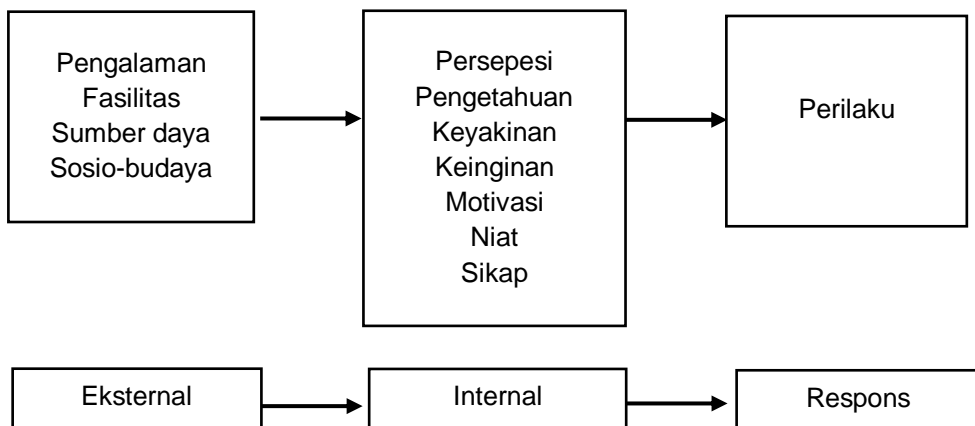 Pengalaman
Fasilitas
Sumber daya
Sosio-budaya
Persepesi
Pengetahuan
Keyakinan
Keinginan
Motivasi
Niat
Sikap
Perilaku
Eksternal
Internal
Respons